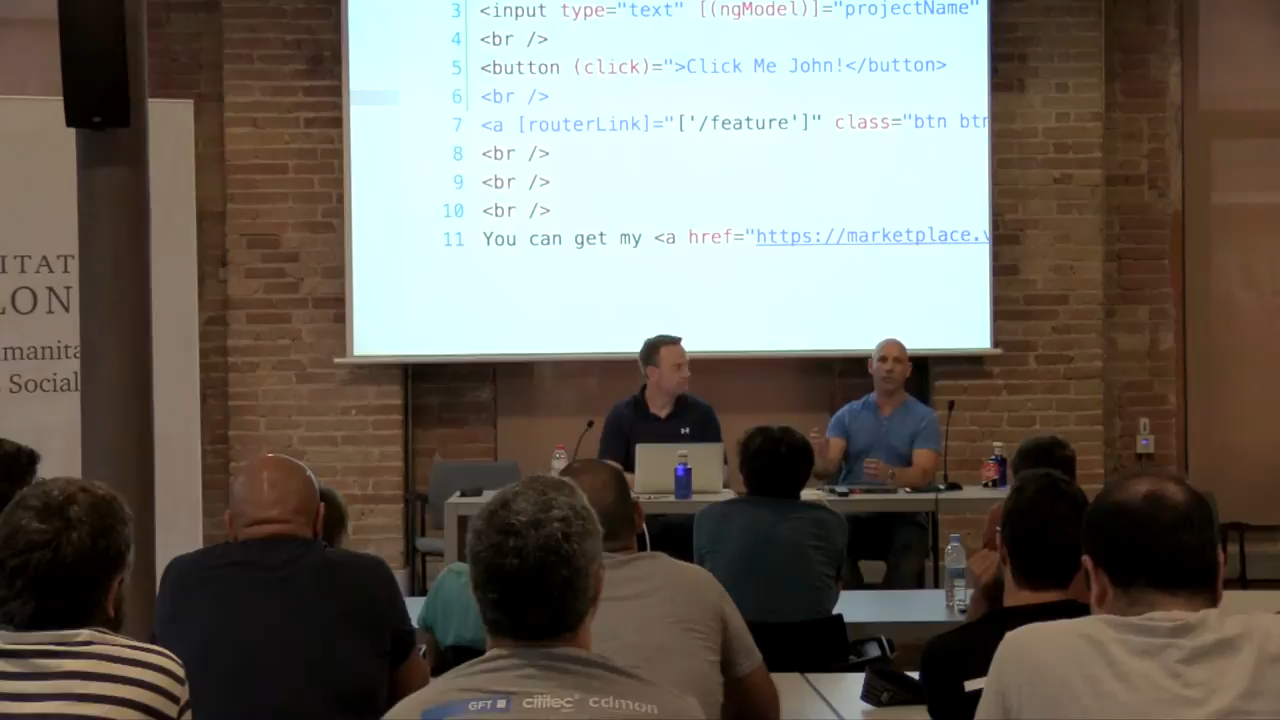 3 <input type="text" [(ngModel)]="projectName"
4 <br />
5 <button (click)=">Click Me John!</button>
6 <br />
7 <a [routerLink]="['/feature']" class="btn btn
8 <br />
9 <br />
10 <br />
11 You can get my <a href="https://marketplace.v
ITAT
LON
manita
s Social
GFT cititec cdmon